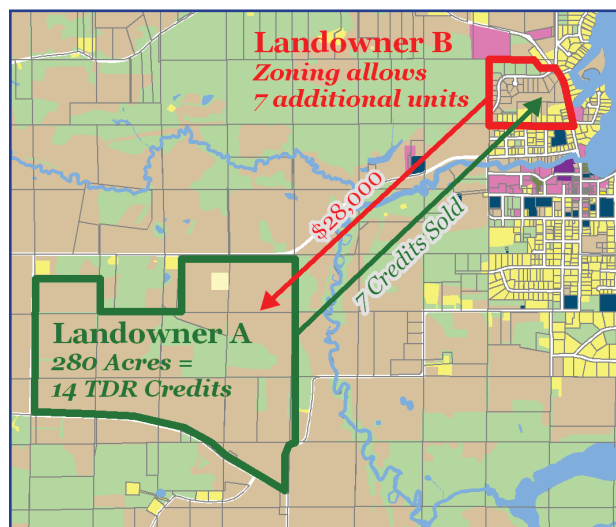 Landowner B
Zoning allows
7 additional units
$28,000
7 Credits Sold
Landowner A
280 Acres =
14 TDR Credits